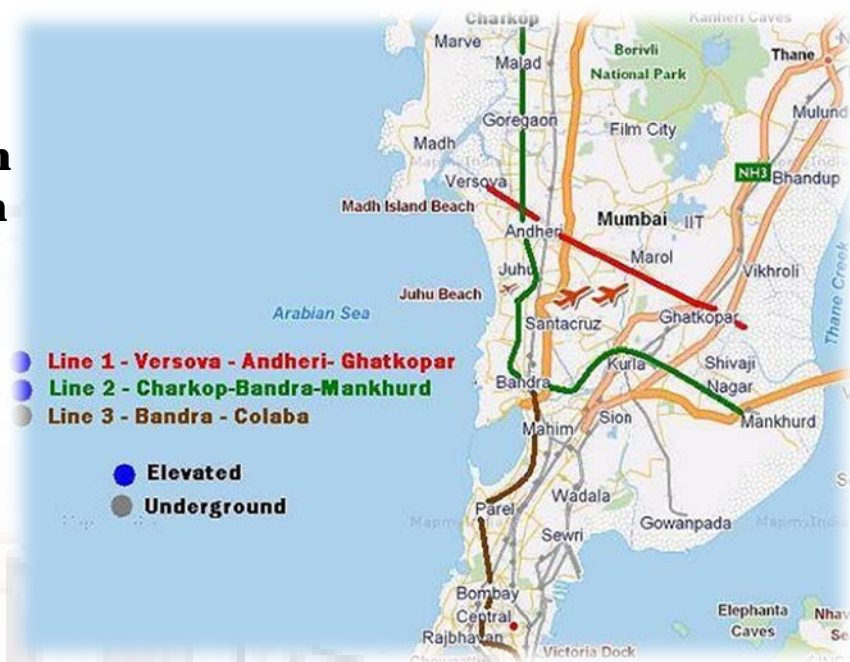 Charkop
Kanheri Caves
Marve
Malad
Borivli
National Park
Thane
Goregaon
Film City
Mulund
Madh
NH3
Bhandup
Versova
Madh Island Beach
Mumbai
IIT
Andheri
Marol
Juhu
Vikhroli
Juhu Beach
Arabian Sea
Thane Creek
Santacruz
Ghatkopar
Line 1 - Versova - Andheri- Ghatkopar
Kurla
Shivaji
Nagar
Line 2 - Charkop-Bandra-Mankhurd
Bandra
Line 3 - Bandra - Colaba
Mahim
Sion
Mankhurd
Elevated
Underground
Wadala
Parel
Gowanpada
Sewri
Bombay
Central
Elephanta
Caves
Rajbhavan
Victoria Dock